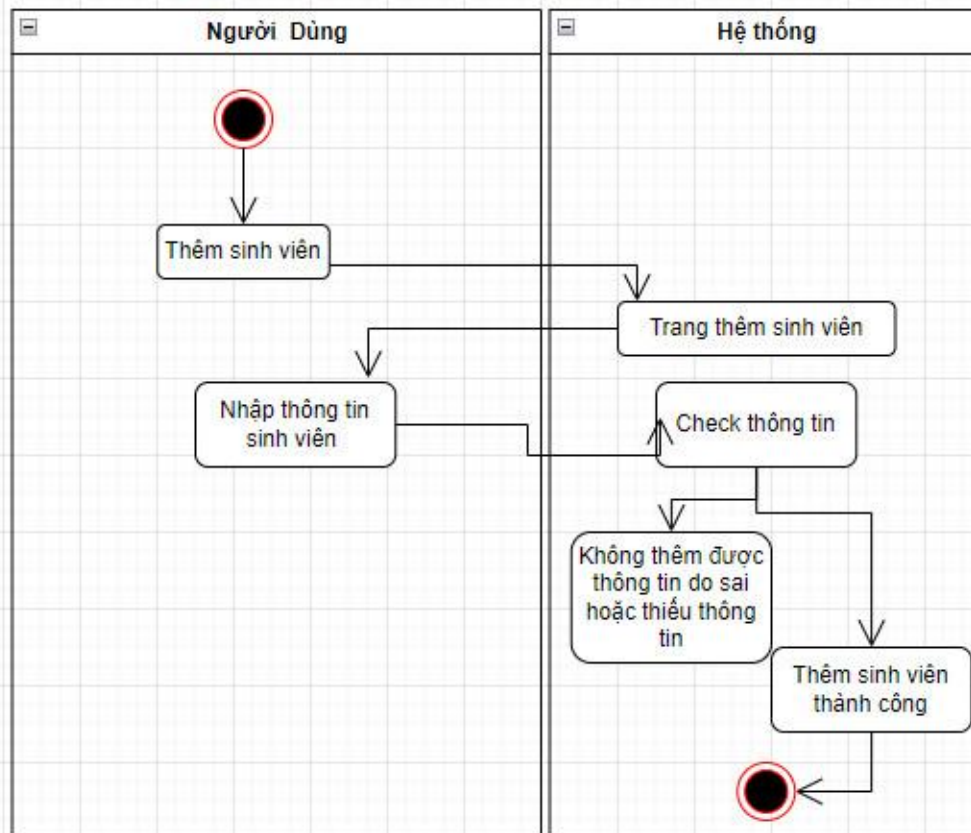 Người Dùng
Hệ thống
Thêm sinh viên
Trang thêm sinh viên
Nhập thông tin
sinh viên
Check thông tin
Không thêm được
thông tin do sai
hoặc thiếu thông
tin
Thêm sinh viên
thành công